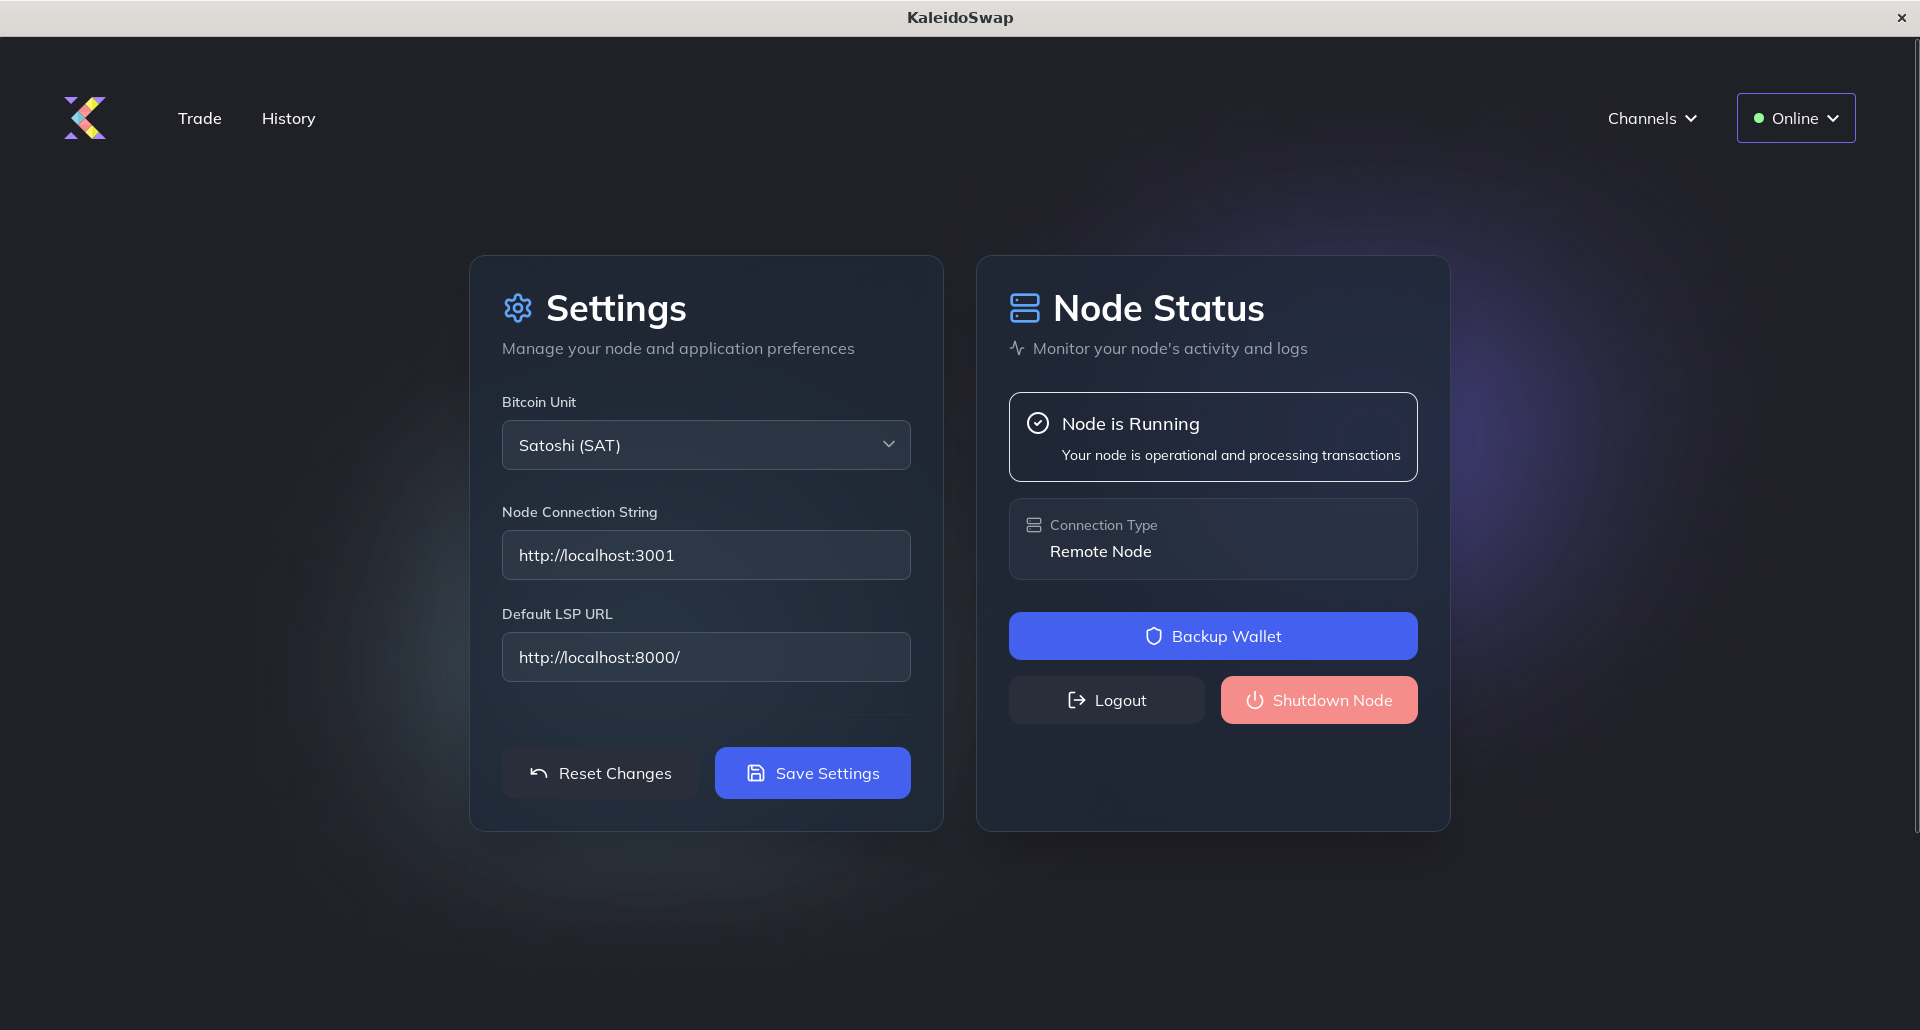 KaleidoSwap
Trade
History
Channels
Online
Settings
Manage your node and application preferences
Bitcoin Unit
Satoshi (SAT)
Node Connection String
http://localhost:3001
Default LSP URL
http://localhost:8000/
Reset Changes
Save Settings
Node Status
Monitor your node's activity and logs
Node is Running
Your node is operational and processing transactions
Connection Type
Remote Node
Backup Wallet
Logout
Shutdown Node